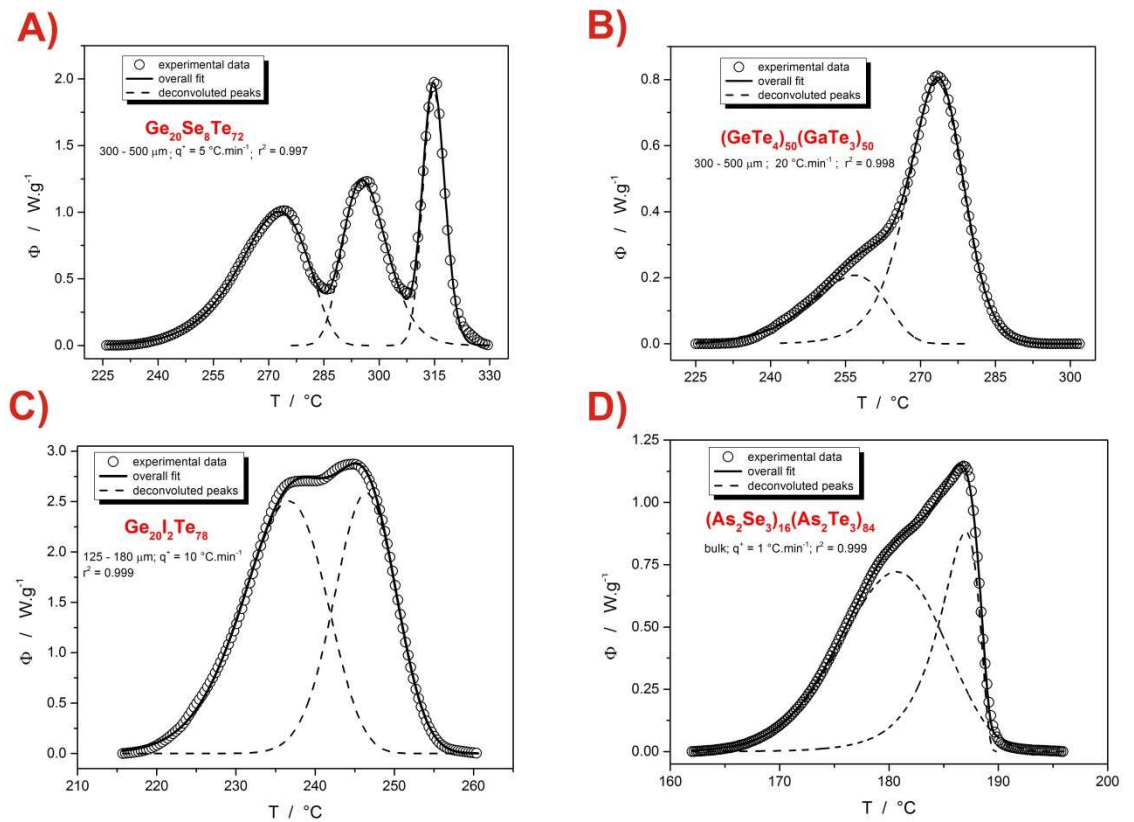 A)
experimental data
overall fit
deconvoluted peaks
Ge₂₀Se₈Te₇₂
300 - 500 μm; q⁺ = 5 °C.min⁻¹; r² = 0.997
2.0
1.5
1.0
0.5
0.0
Φ / W.g⁻¹
225 240 255 270 285 300 315 330
T / °C
B)
experimental data
overall fit
deconvoluted peaks
(GeTe₄)₅₀(GaTe₃)₅₀
300 - 500 μm ; 20 °C.min⁻¹ ; r² = 0.998
0.8
0.6
0.4
0.2
0.0
Φ / W.g⁻¹
225 240 255 270 285 300
T / °C
C)
experimental data
overall fit
deconvoluted peaks
Ge₂₀I₂Te₇₈
125 - 180 μm; q⁺ = 10 °C.min⁻¹
r² = 0.999
3.0
2.5
2.0
1.5
1.0
0.5
0.0
Φ / W.g⁻¹
210 220 230 240 250 260
T / °C
D)
experimental data
overall fit
deconvoluted peaks
(As₂Se₃)₁₆(As₂Te₃)₈₄
bulk; q⁺ = 1 °C.min⁻¹; r² = 0.999
1.25
1.00
0.75
0.50
0.25
0.00
Φ / W.g⁻¹
160 170 180 190 200
T / °C